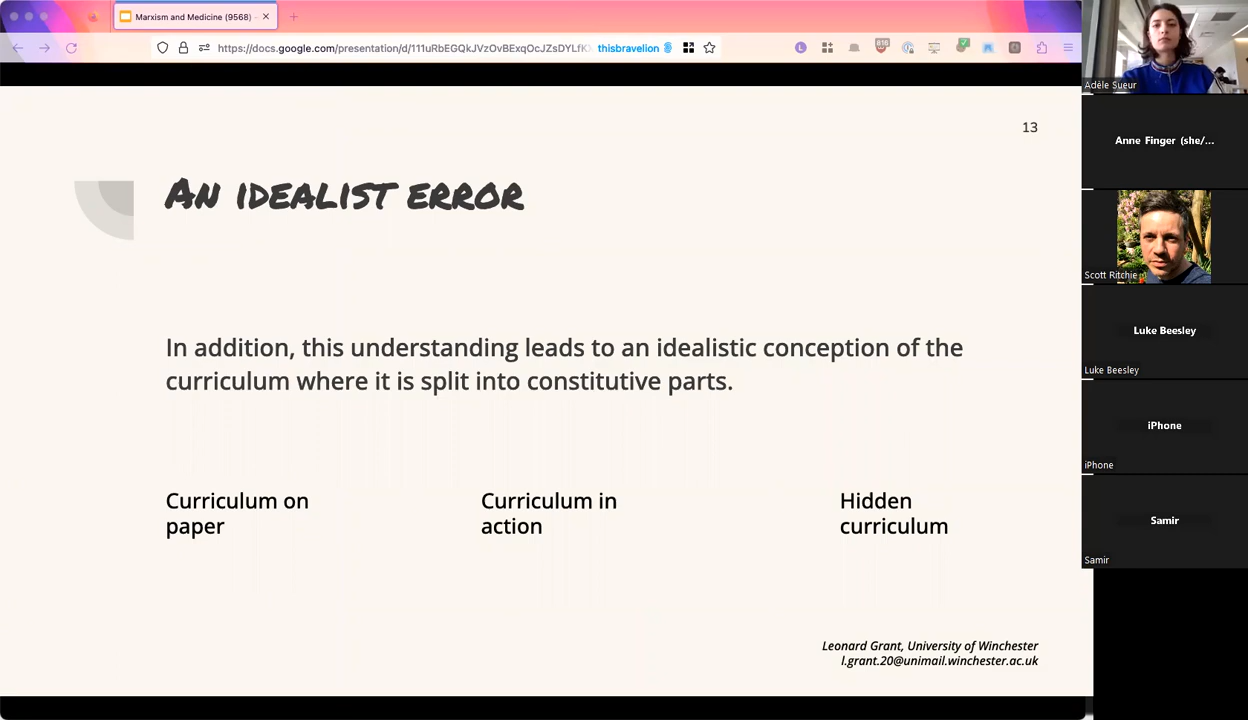 Marxism and Medicine (9568)
https://docs.google.com/presentation/d/111uRbEGQkJVzOvBExqOcJZsDYLfK
thisbravelion
816
13
An idealist error
In addition, this understanding leads to an idealistic conception of the
curriculum where it is split into constitutive parts.
Curriculum on
paper
Curriculum in
action
Hidden
curriculum
Leonard Grant, University of Winchester
l.grant.20@unimail.winchester.ac.uk
Adèle Sueur
Anne Finger (she/...
Scott Ritchie
Luke Beesley
Luke Beesley
iPhone
iPhone
Samir
Samir